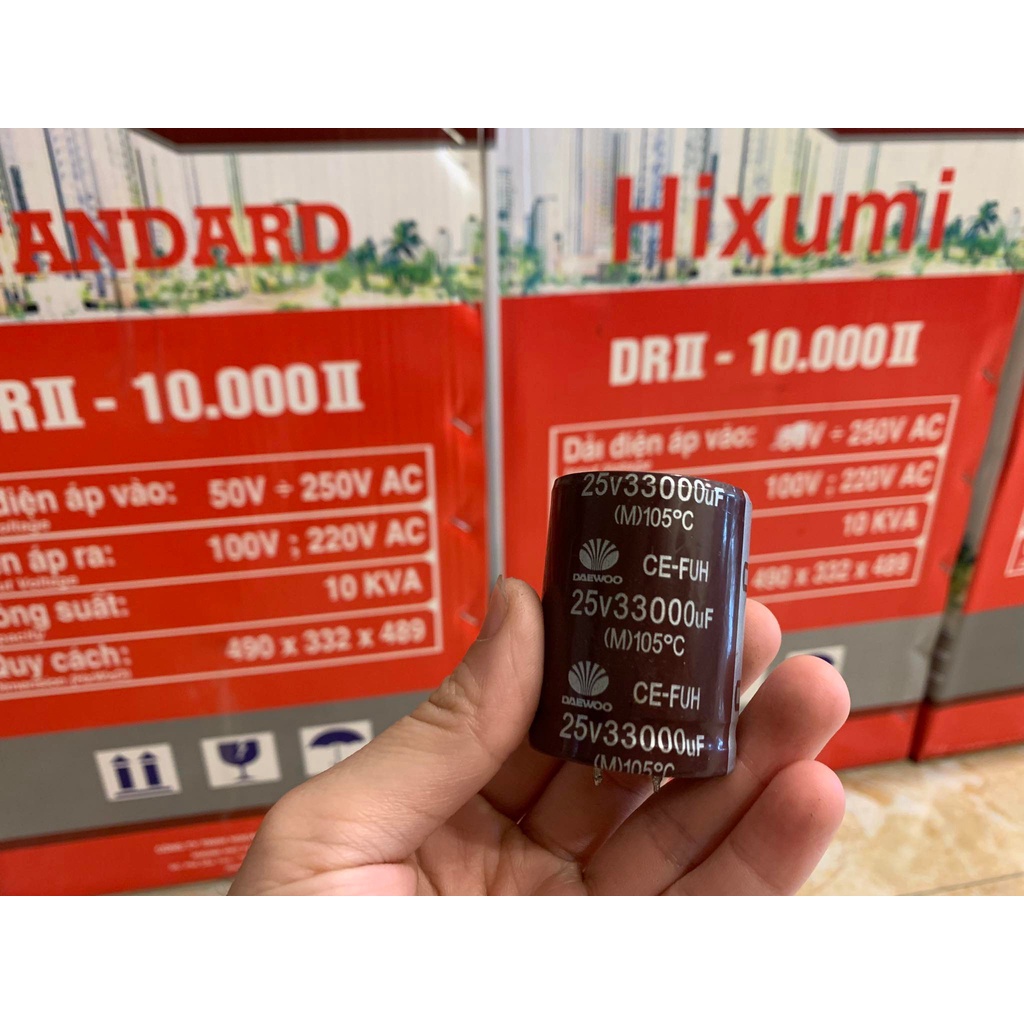 TANDARD
RII - 10.000II
điện áp vào: 50V ÷ 250V AC
n áp ra: 100V ; 220V AC
ông suất: 10 KVA
Quy cách: 490 x 332 x 489
Hixumi
DRII - 10.000II
Dải điện áp vào: V ÷ 250V AC
100V ; 220V AC
10 KVA
490 x 332 x 489
25V33000uF
(M)105°C
DAEWOO CE-FUH
25V33000uF
(M)105°C
DAEWOO CE-FUH
25V33000uF
(M)105°C